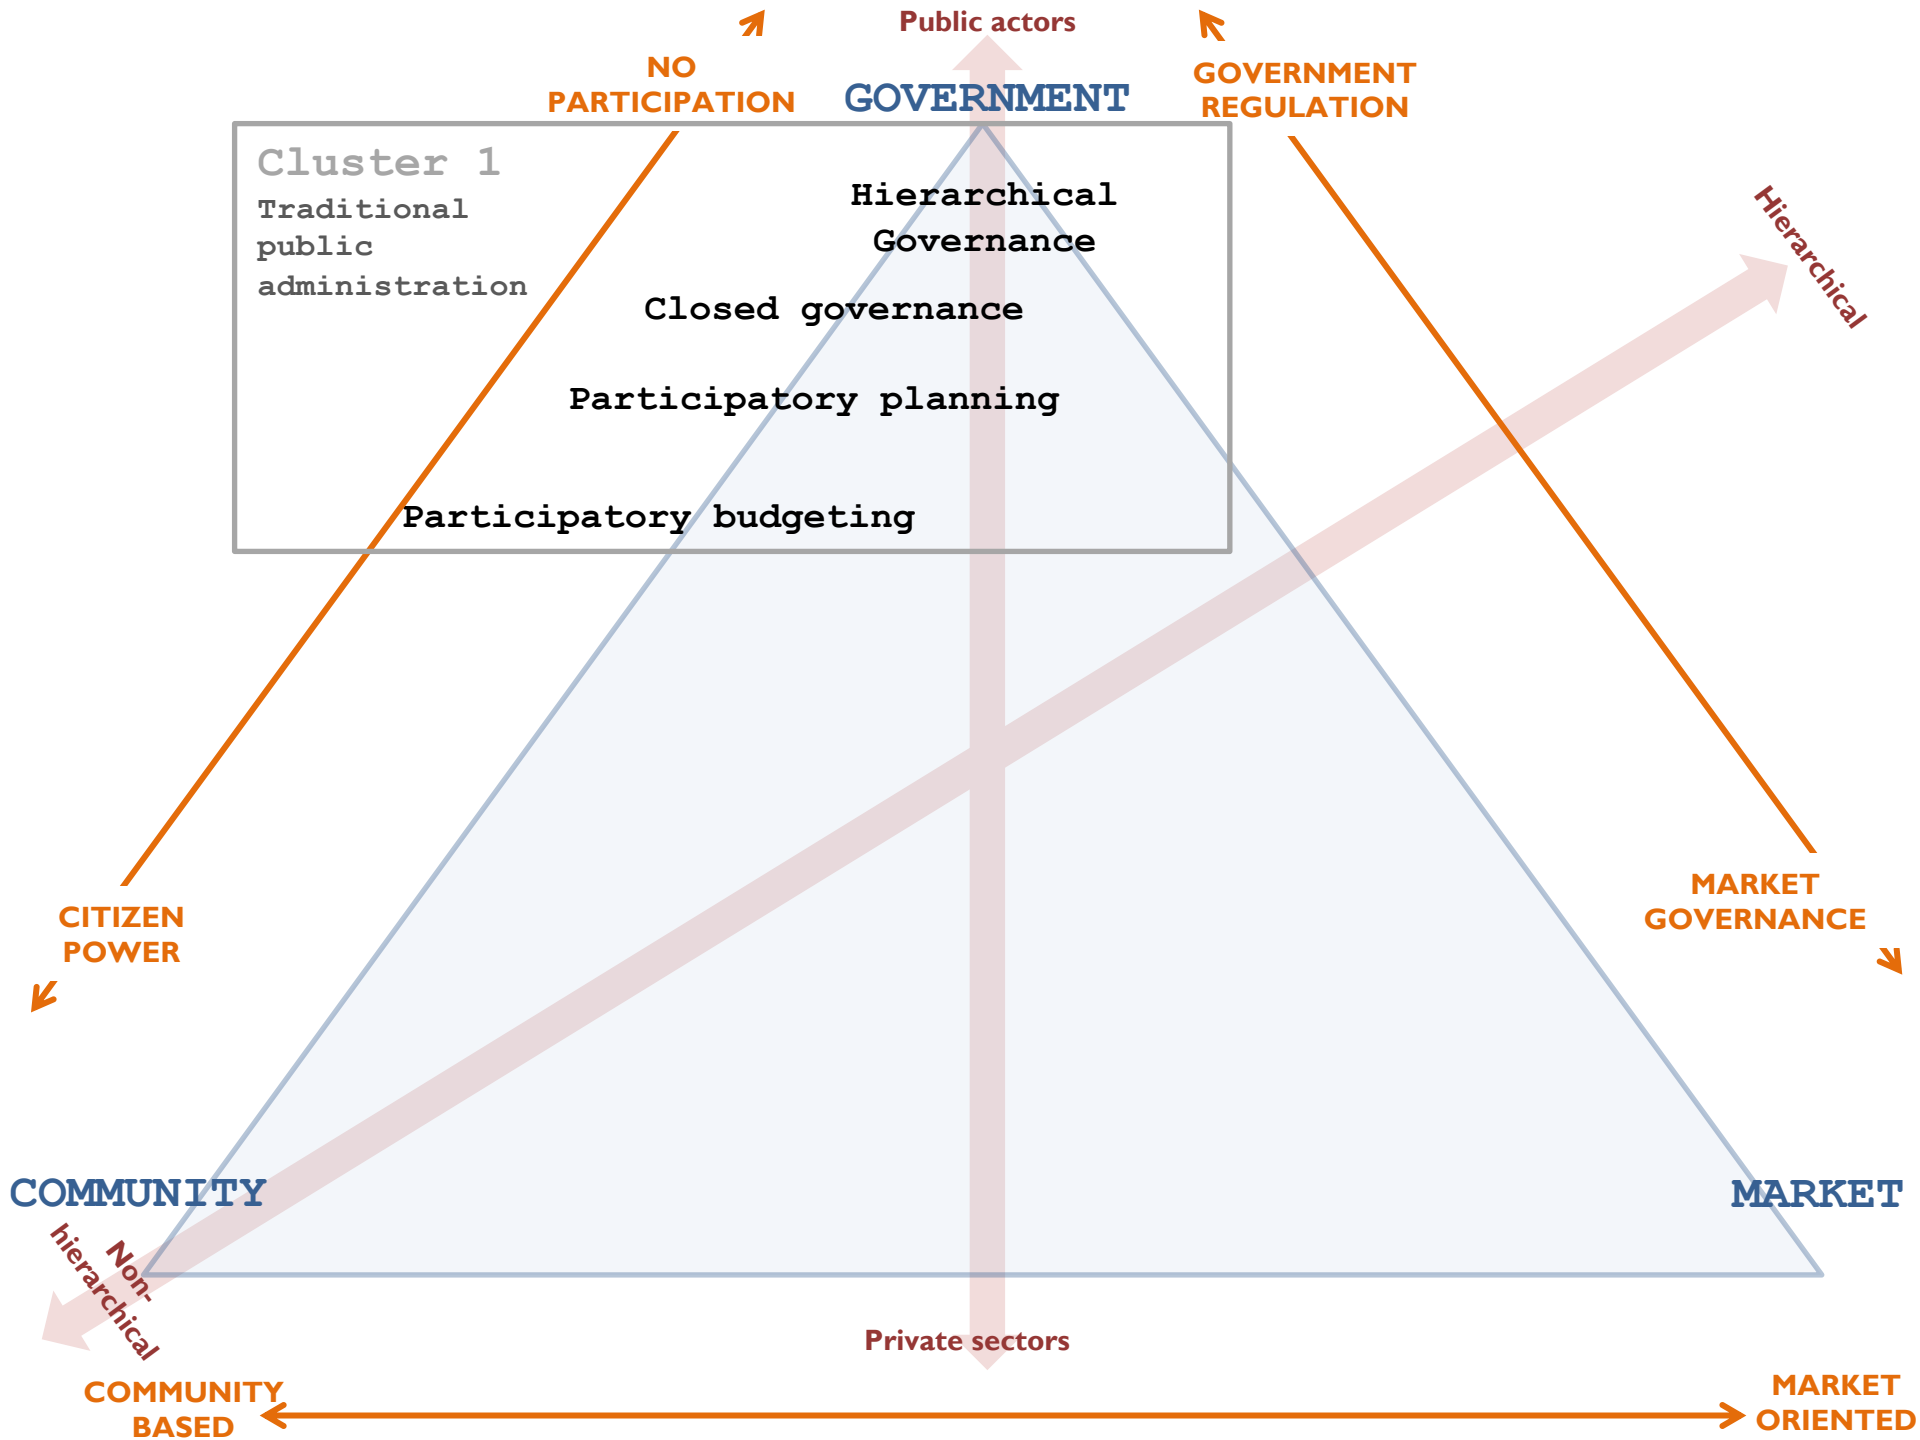 Public actors
NO
PARTICIPATION
GOVERNMENT
GOVERNMENT
REGULATION
Cluster 1
Traditional
public
administration
Hierarchical
Governance
Closed governance
Participatory planning
Participatory budgeting
Hierarchical
CITIZEN
POWER
MARKET
GOVERNANCE
COMMUNITY
MARKET
Non-
hierarchical
Private sectors
COMMUNITY
BASED
MARKET
ORIENTED